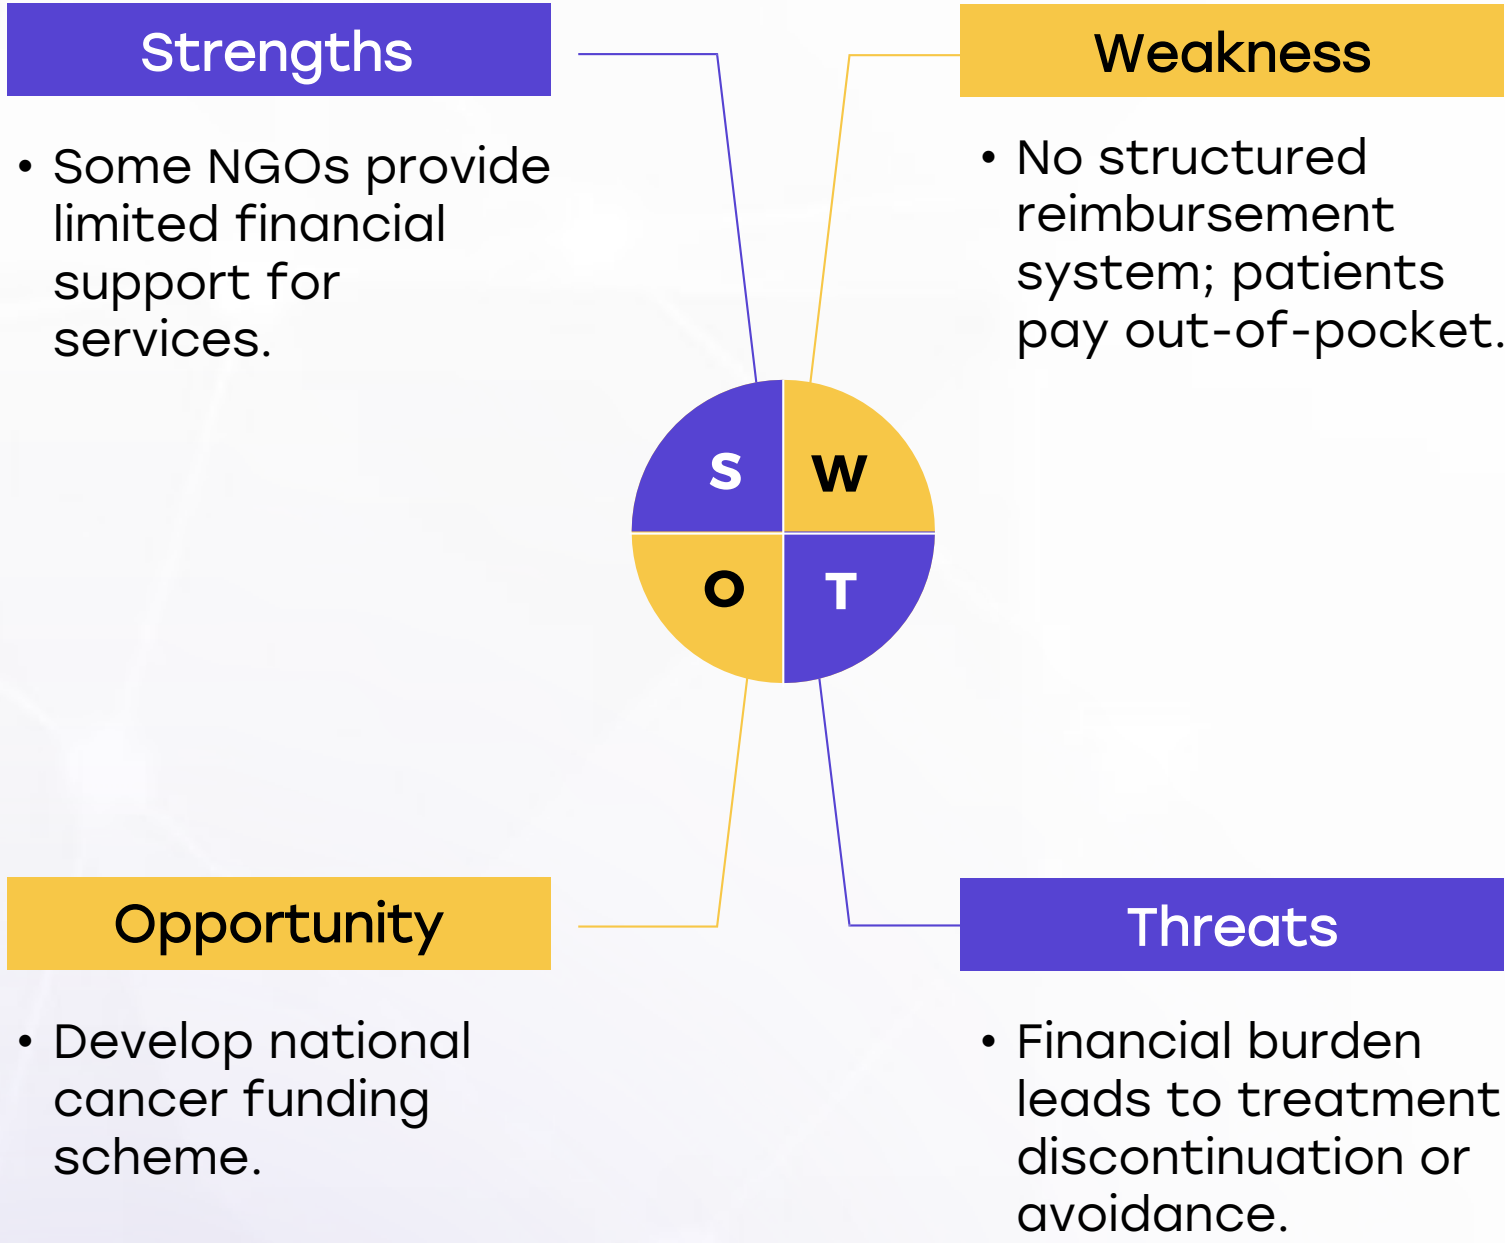 Strengths
• Some NGOs provide
limited financial
support for
services.
Weakness
• No structured
reimbursement
system; patients
pay out-of-pocket.
S
W
O
T
Opportunity
• Develop national
cancer funding
scheme.
Threats
• Financial burden
leads to treatment
discontinuation or
avoidance.